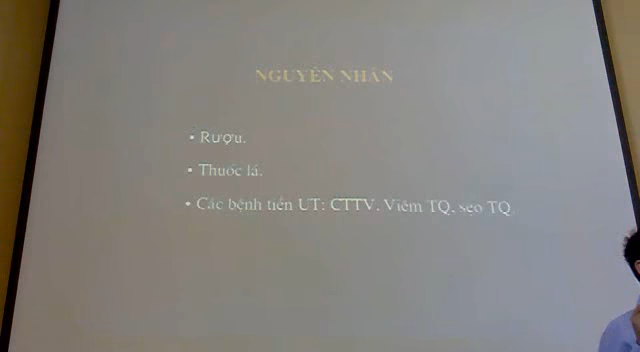 NGUYÊN NHÂN
• Rượu.
• Thuốc lá.
• Các bệnh tiền UT: CTTV, Viêm TQ, sẹo TQ